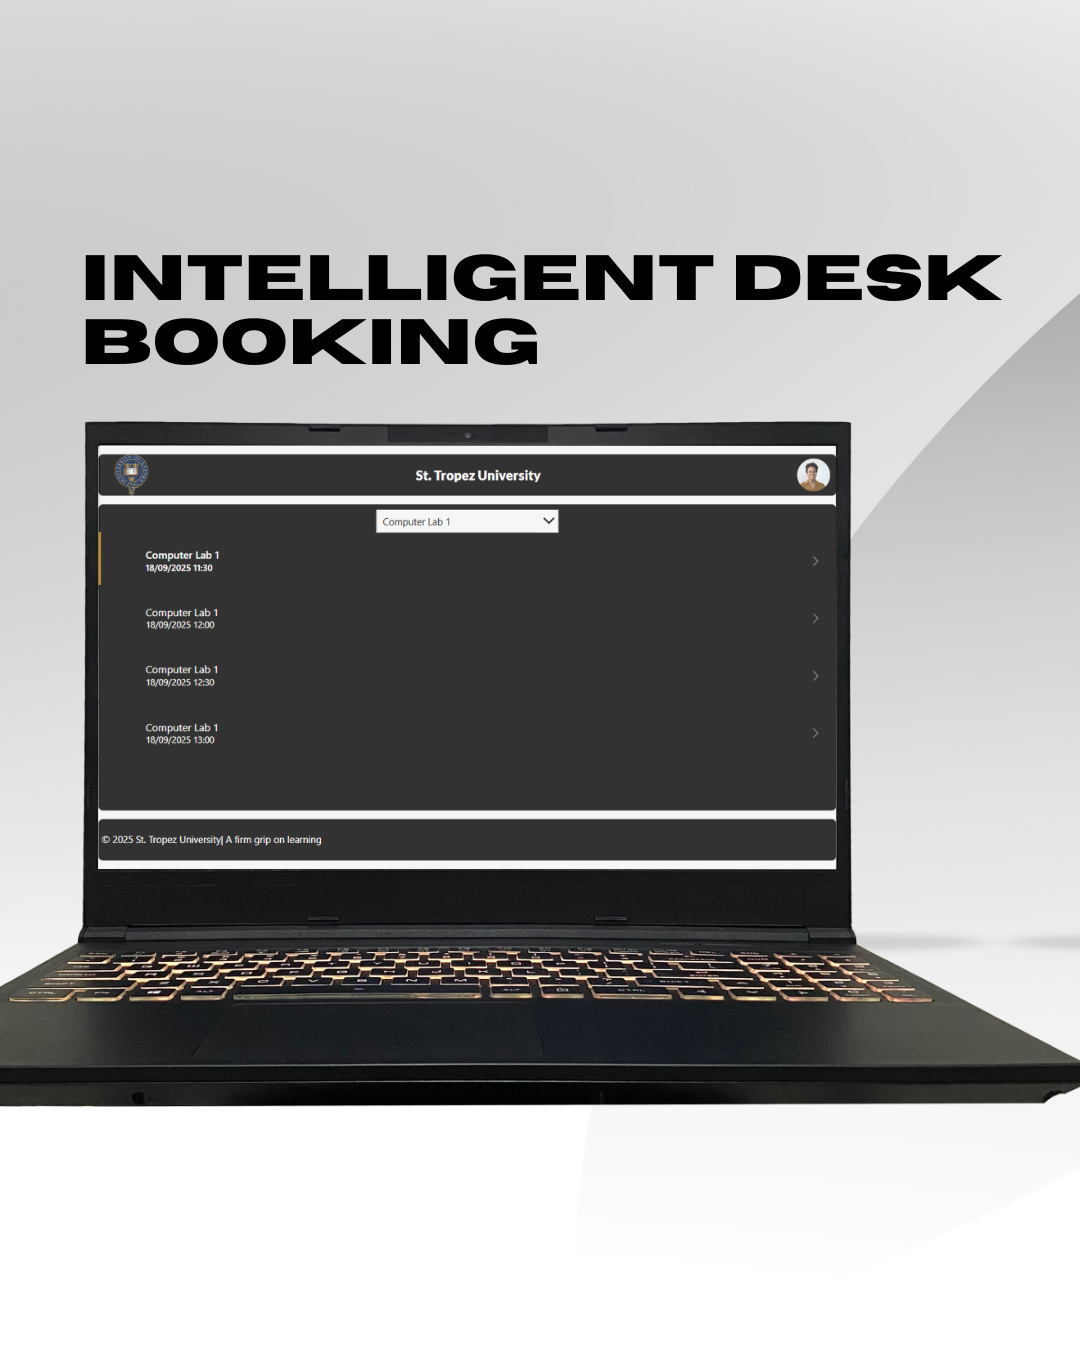 INTELLIGENT DESK
BOOKING
St. Tropez University
Computer Lab 1
Computer Lab 1
18/09/2025 11:30
Computer Lab 1
18/09/2025 12:00
Computer Lab 1
18/09/2025 12:30
Computer Lab 1
18/09/2025 13:00
© 2025 St. Tropez University| A firm grip on learning